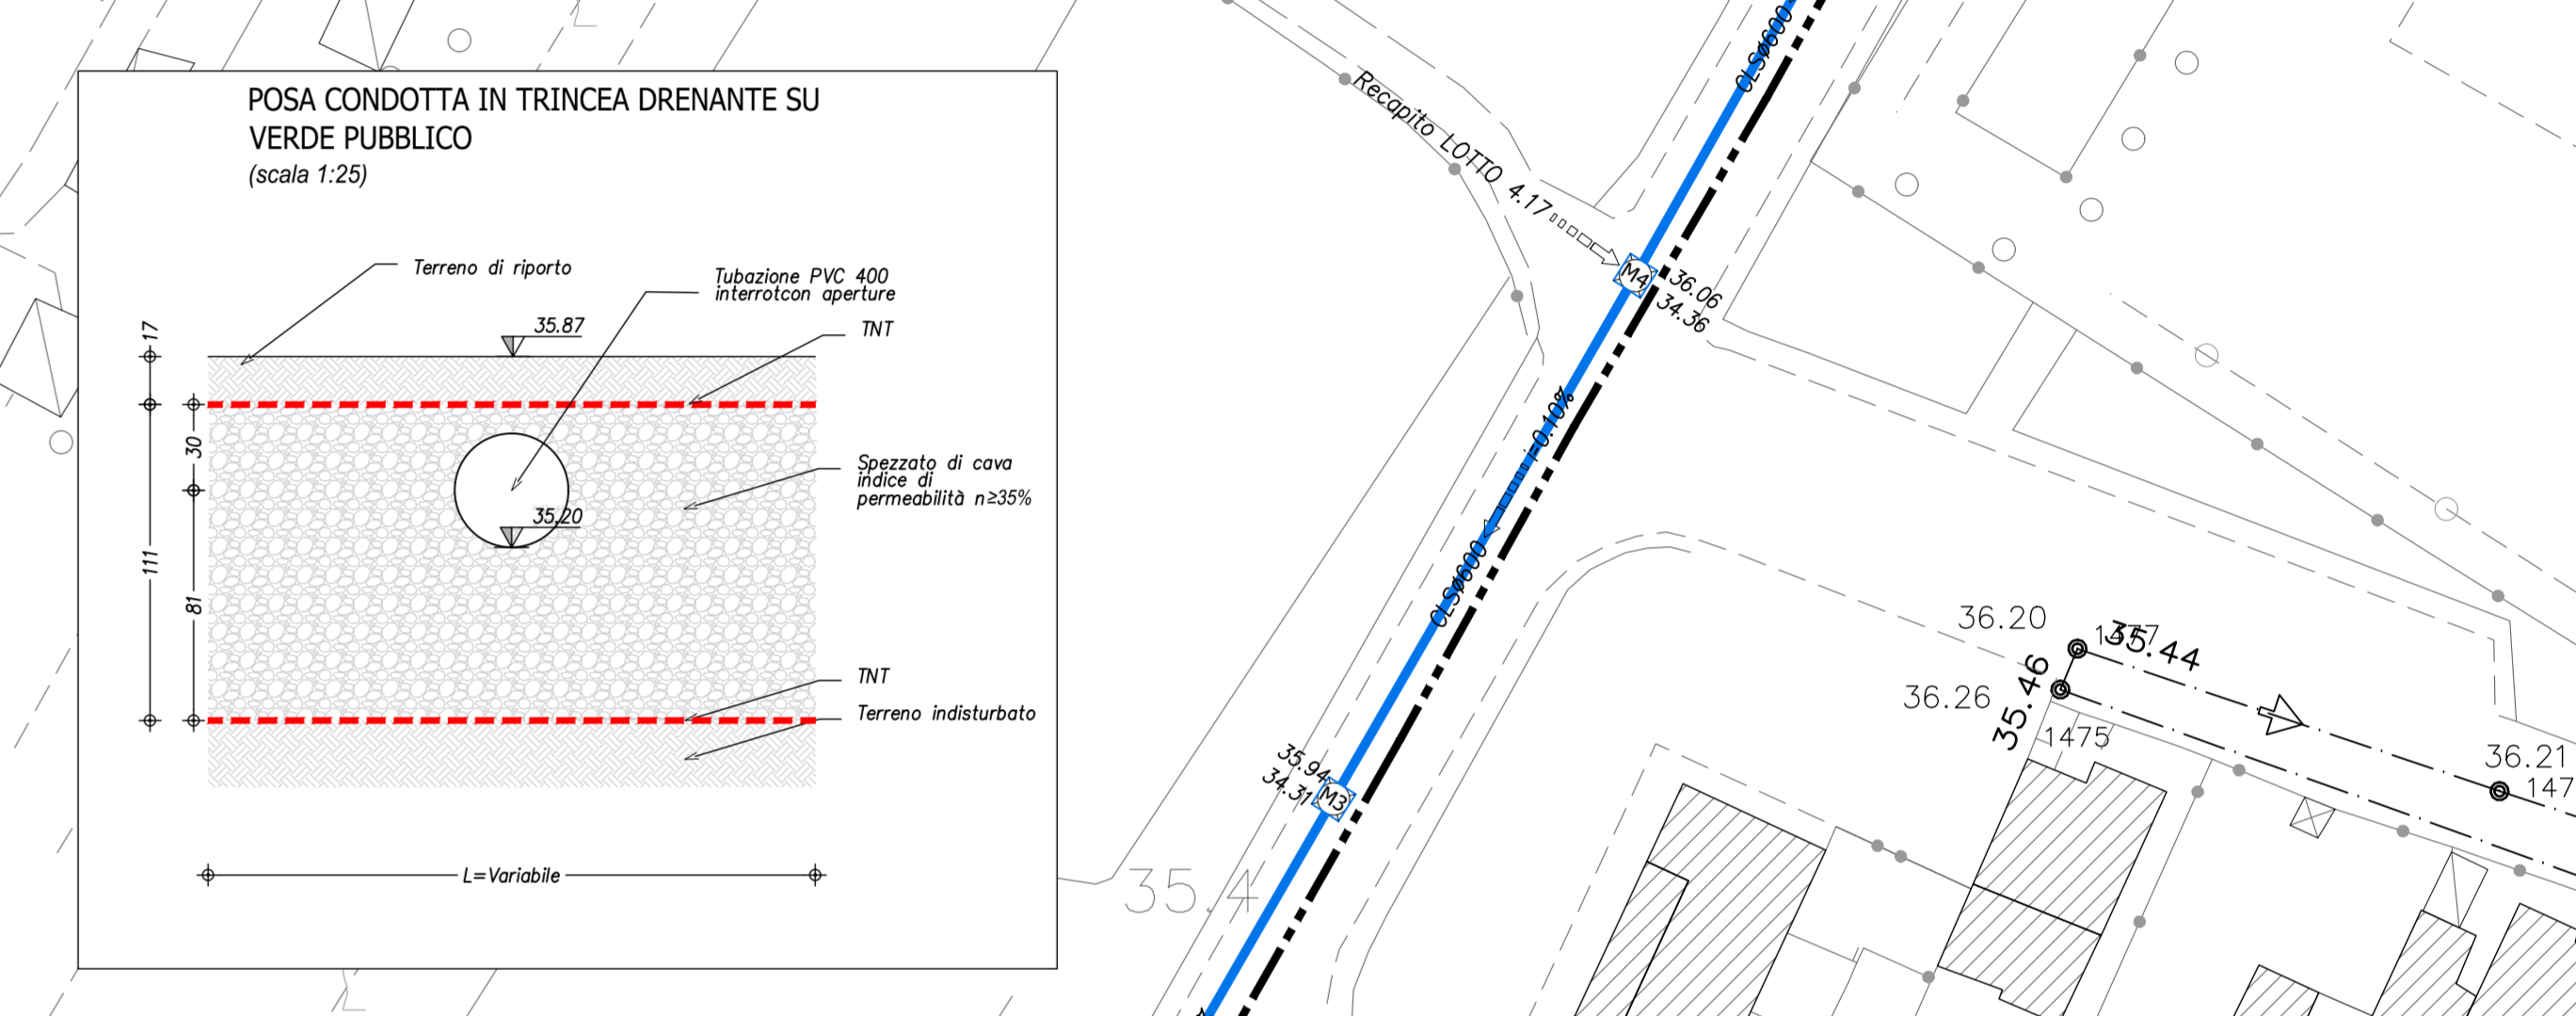 POSA CONDOTTA IN TRINCEA DRENANTE SU
VERDE PUBBLICO
(scala 1:25)
Terreno di riporto
Tubazione PVC 400
interrotcon aperture
TNT
35.87
17
30
111
81
35.20
Spezzato di cava
indice di
permeabilità n≥35%
TNT
Terreno indisturbato
L=Variabile
CLSø600
Recapito LOTTO 4.17
M4
36.06
34.36
i=0.10%
CLSø600
35.94
34.31
M3
35.4
36.20
1477
35.44
36.26
35.46
1475
36.21
147